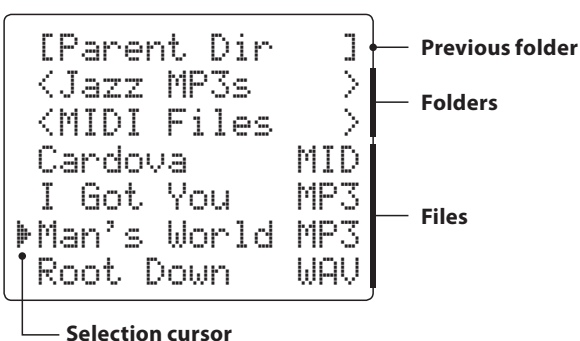 [Parent Dir ] Previous folder
<Jazz MP3s >
Folders
<MIDI Files >
Cardova MID
I Got You MP3
Files
Man's World MP3
Root Down WAV
Selection cursor